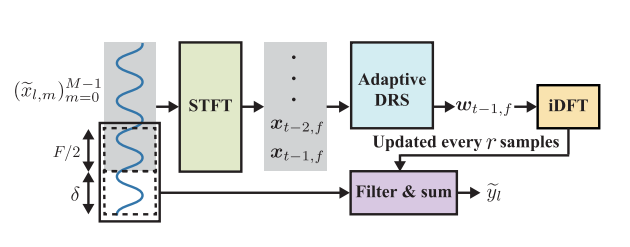 (x̃_{l,m})_{m=0}^{M−1}
STFT
⋮
x_{t−2,f}
x_{t−1,f}
Adaptive
DRS
w_{t−1,f}
iDFT
Updated every r samples
F/2
δ
Filter & sum
ỹ_l